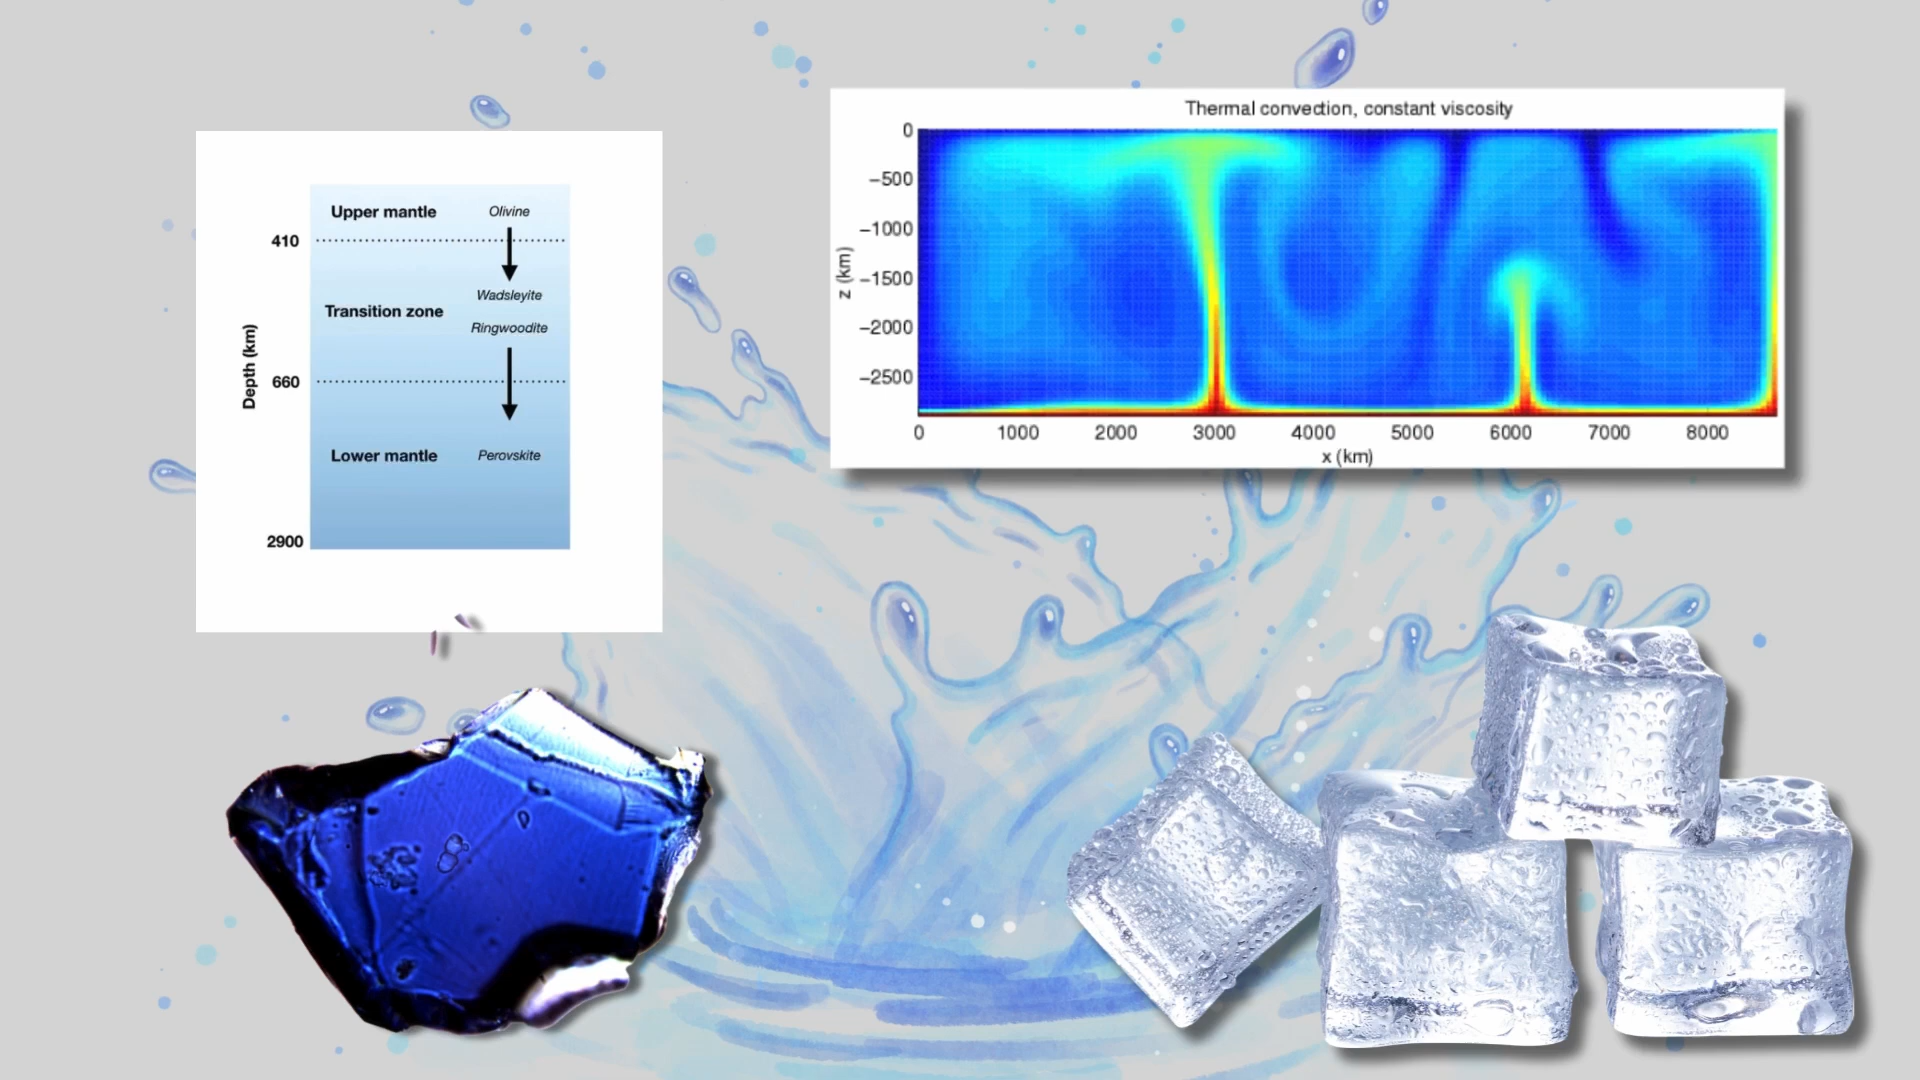 Upper mantle
Olivine
410
Wadsleyite
Transition zone
Ringwoodite
Depth (km)
660
Lower mantle
Perovskite
2900
Thermal convection, constant viscosity
0
−500
−1000
−1500
−2000
−2500
z (km)
0 1000 2000 3000 4000 5000 6000 7000 8000
x (km)